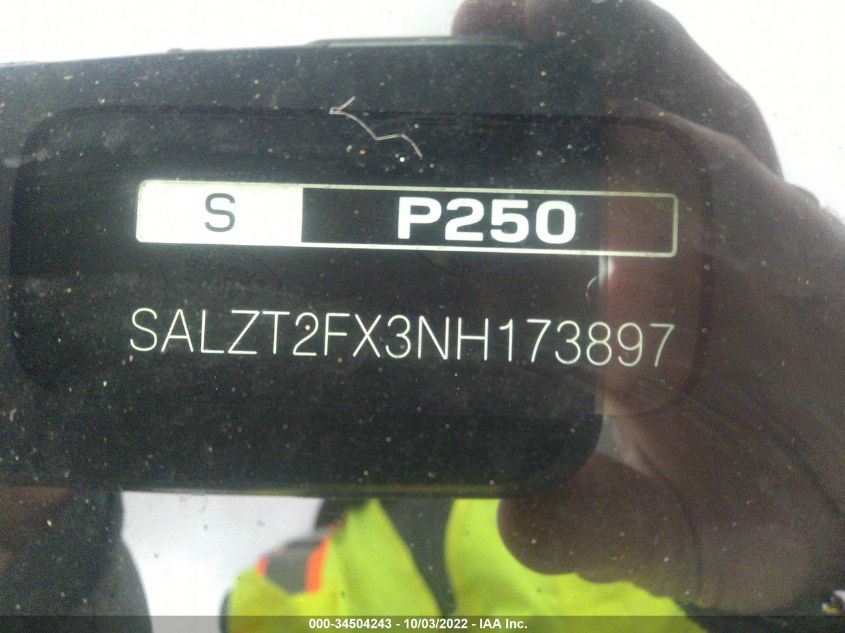 S P250
SALZT2FX3NH173897
000-34504243 - 10/03/2022 - IAA Inc.